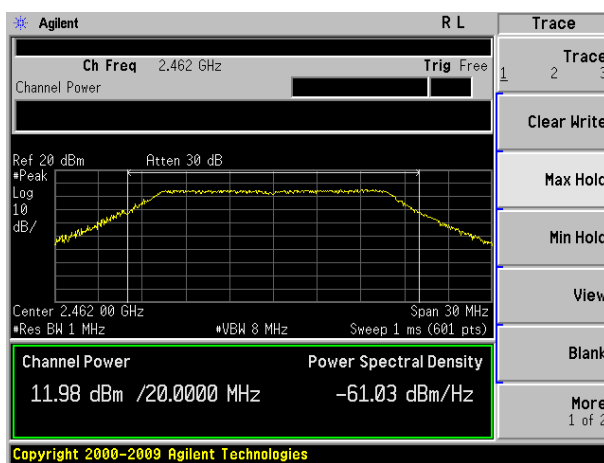 Agilent R L Trace
Ch Freq 2.462 GHz Trig Free
Channel Power
Trace
1 2 3
Clear Write
Ref 20 dBm Atten 30 dB
#Peak
Log
10
dB/
Max Hold
Min Hold
View
Center 2.462 00 GHz Span 30 MHz
#Res BW 1 MHz #VBW 8 MHz Sweep 1 ms (601 pts)
Channel Power Power Spectral Density
11.98 dBm /20.0000 MHz -61.03 dBm/Hz
Blank
More
1 of 2
Copyright 2000-2009 Agilent Technologies